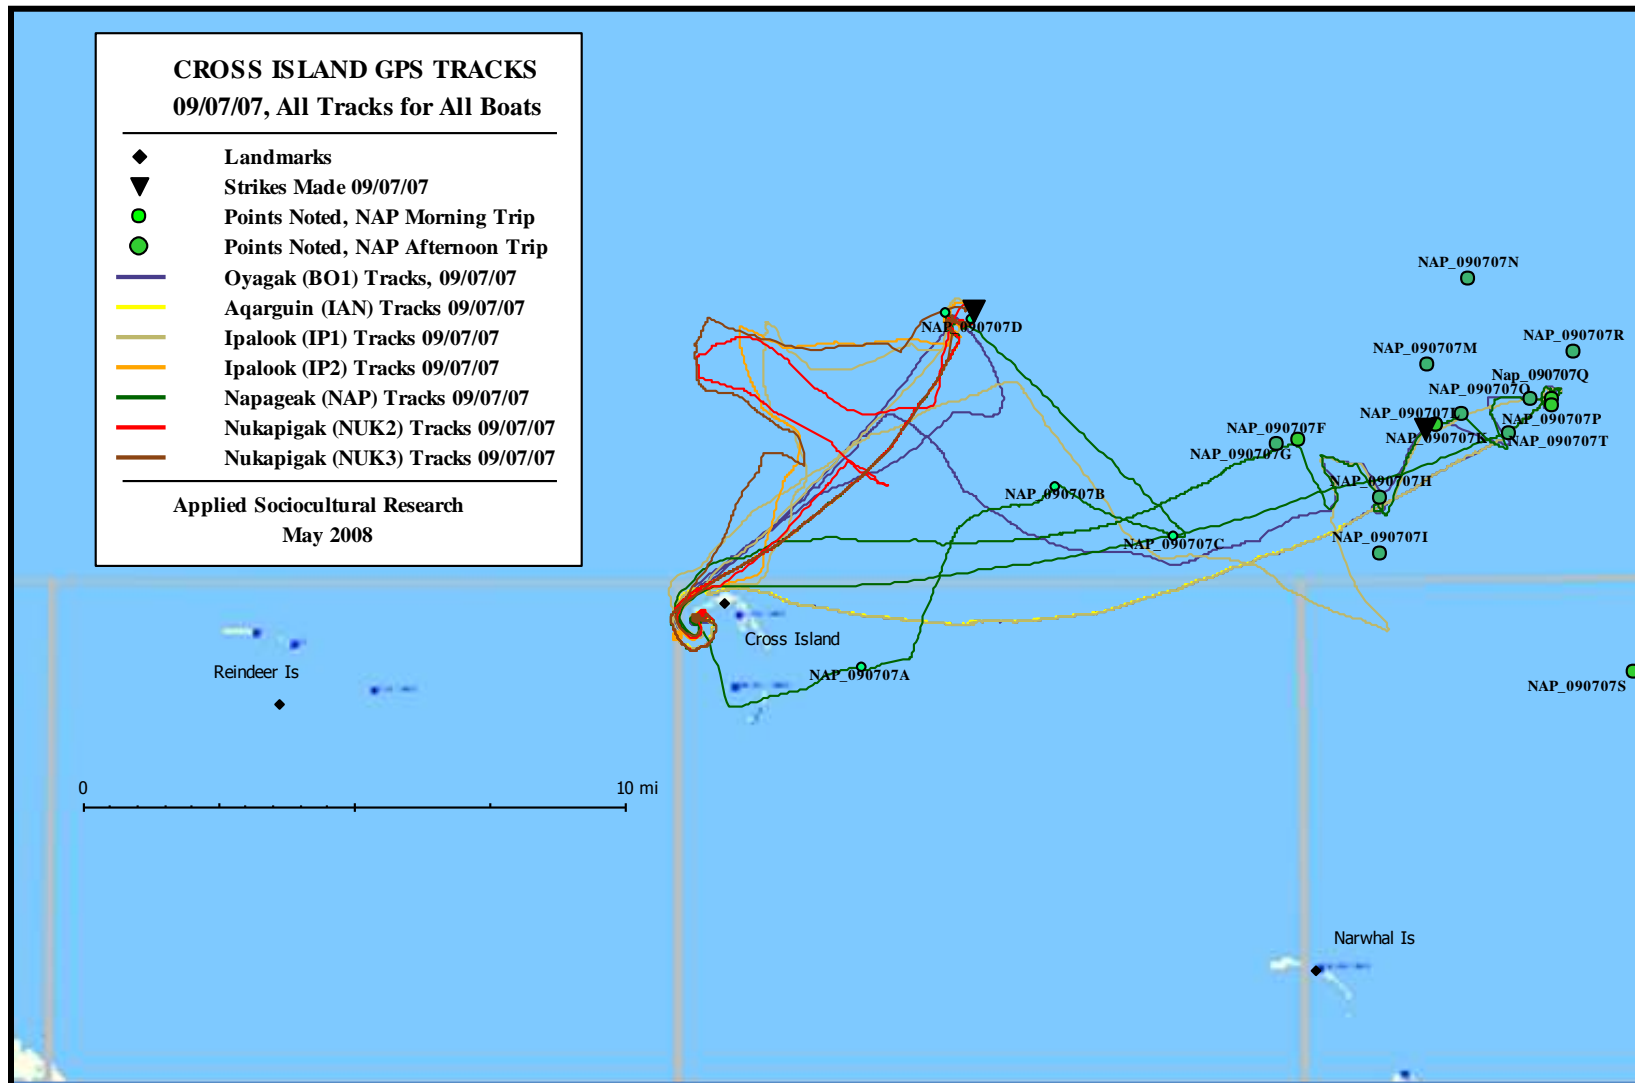 CROSS ISLAND GPS TRACKS
09/07/07, All Tracks for All Boats
Landmarks
Strikes Made 09/07/07
Points Noted, NAP Morning Trip
Points Noted, NAP Afternoon Trip
Oyagak (BO1) Tracks, 09/07/07
Aqarguin (IAN) Tracks 09/07/07
Ipalook (IP1) Tracks 09/07/07
Ipalook (IP2) Tracks 09/07/07
Napageak (NAP) Tracks 09/07/07
Nukapigak (NUK2) Tracks 09/07/07
Nukapigak (NUK3) Tracks 09/07/07
Applied Sociocultural Research
May 2008
NAP_090707N
NAP_090707D
NAP_090707R
NAP_090707M
Nap_090707Q
NAP_090707O
NAP_090707P
NAP_090707F
NAP_090707K
NAP_090707T
NAP_090707G
NAP_090707H
NAP_090707B
NAP_090707I
NAP_090707C
Cross Island
Reindeer Is
NAP_090707A
NAP_090707S
0
10 mi
Narwhal Is